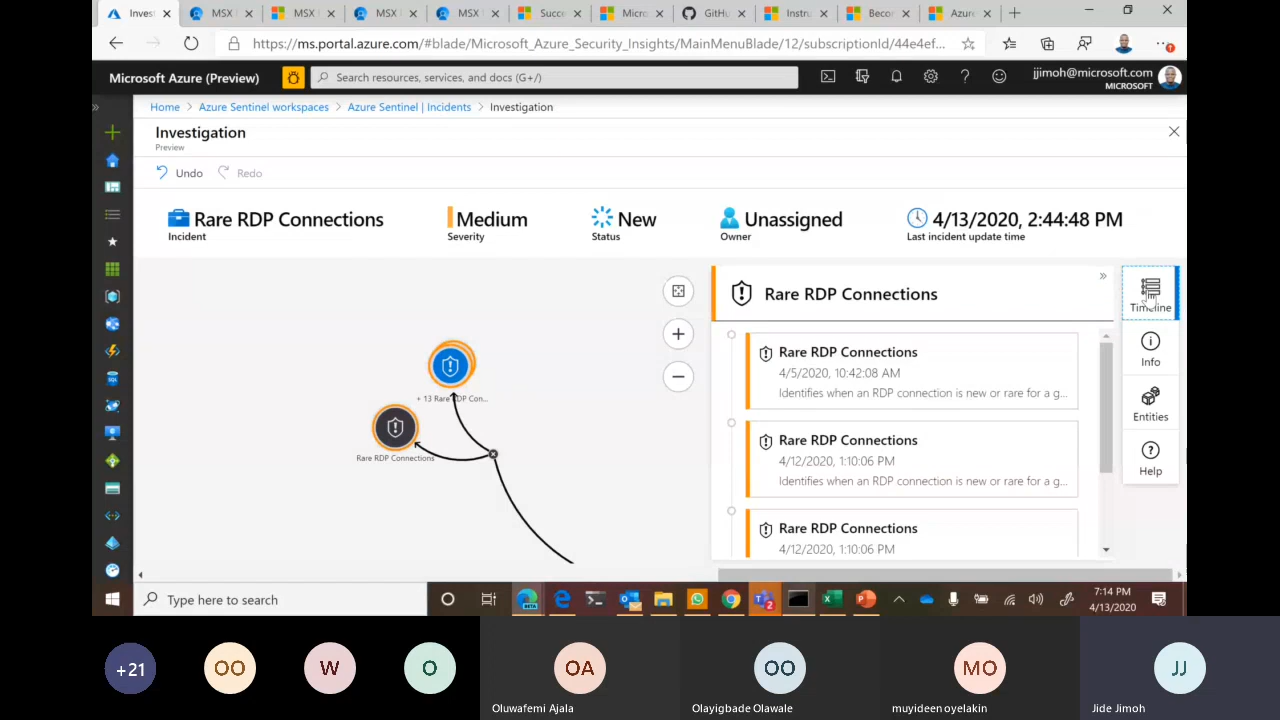 Invest
MSX
MSX
MSX
MSX
Succe
Micro
GitHu
Instru
Beco
Azure
https://ms.portal.azure.com/#blade/Microsoft_Azure_Security_Insights/MainMenuBlade/12/subscriptionId/44e4ef...
Microsoft Azure (Preview)
Search resources, services, and docs (G+/)
jjimoh@microsoft.com
MICROSOFT
Home > Azure Sentinel workspaces > Azure Sentinel | Incidents > Investigation
Investigation
Preview
Undo
Redo
Rare RDP Connections
Incident
Medium
Severity
New
Status
Unassigned
Owner
4/13/2020, 2:44:48 PM
Last incident update time
+ 13 Rare RDP Con...
Rare RDP Connections
Rare RDP Connections
Rare RDP Connections
4/5/2020, 10:42:08 AM
Identifies when an RDP connection is new or rare for a g...
Rare RDP Connections
4/12/2020, 1:10:06 PM
Identifies when an RDP connection is new or rare for a g...
Rare RDP Connections
4/12/2020, 1:10:06 PM
Timeline
Info
Entities
Help
Type here to search
7:14 PM
4/13/2020
+21
OO
W
O
OA
OO
MO
JJ
Oluwafemi Ajala
Olayigbade Olawale
muyideen oyelakin
Jide Jimoh